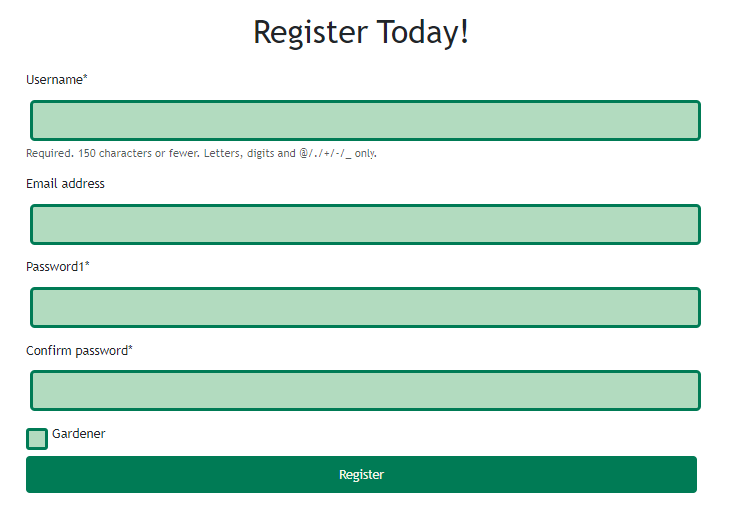 Register Today!
Username*
Required. 150 characters or fewer. Letters, digits and @/./+/-/_ only.
Email address
Password1*
Confirm password*
Gardener
Register